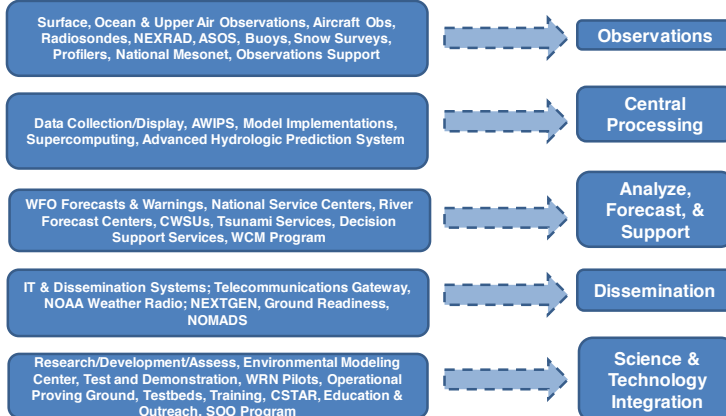 Surface, Ocean & Upper Air Observations, Aircraft Obs,
Radiosondes, NEXRAD, ASOS, Buoys, Snow Surveys,
Profilers, National Mesonet, Observations Support
Observations
Data Collection/Display, AWIPS, Model Implementations,
Supercomputing, Advanced Hydrologic Prediction System
Central
Processing
WFO Forecasts & Warnings, National Service Centers, River
Forecast Centers, CWSUs, Tsunami Services, Decision
Support Services, WCM Program
Analyze,
Forecast, &
Support
IT & Dissemination Systems; Telecommunications Gateway,
NOAA Weather Radio; NEXTGEN, Ground Readiness,
NOMADS
Dissemination
Research/Development/Assess, Environmental Modeling
Center, Test and Demonstration, WRN Pilots, Operational
Proving Ground, Testbeds, Training, CSTAR, Education &
Outreach, SOO Program
Science &
Technology
Integration